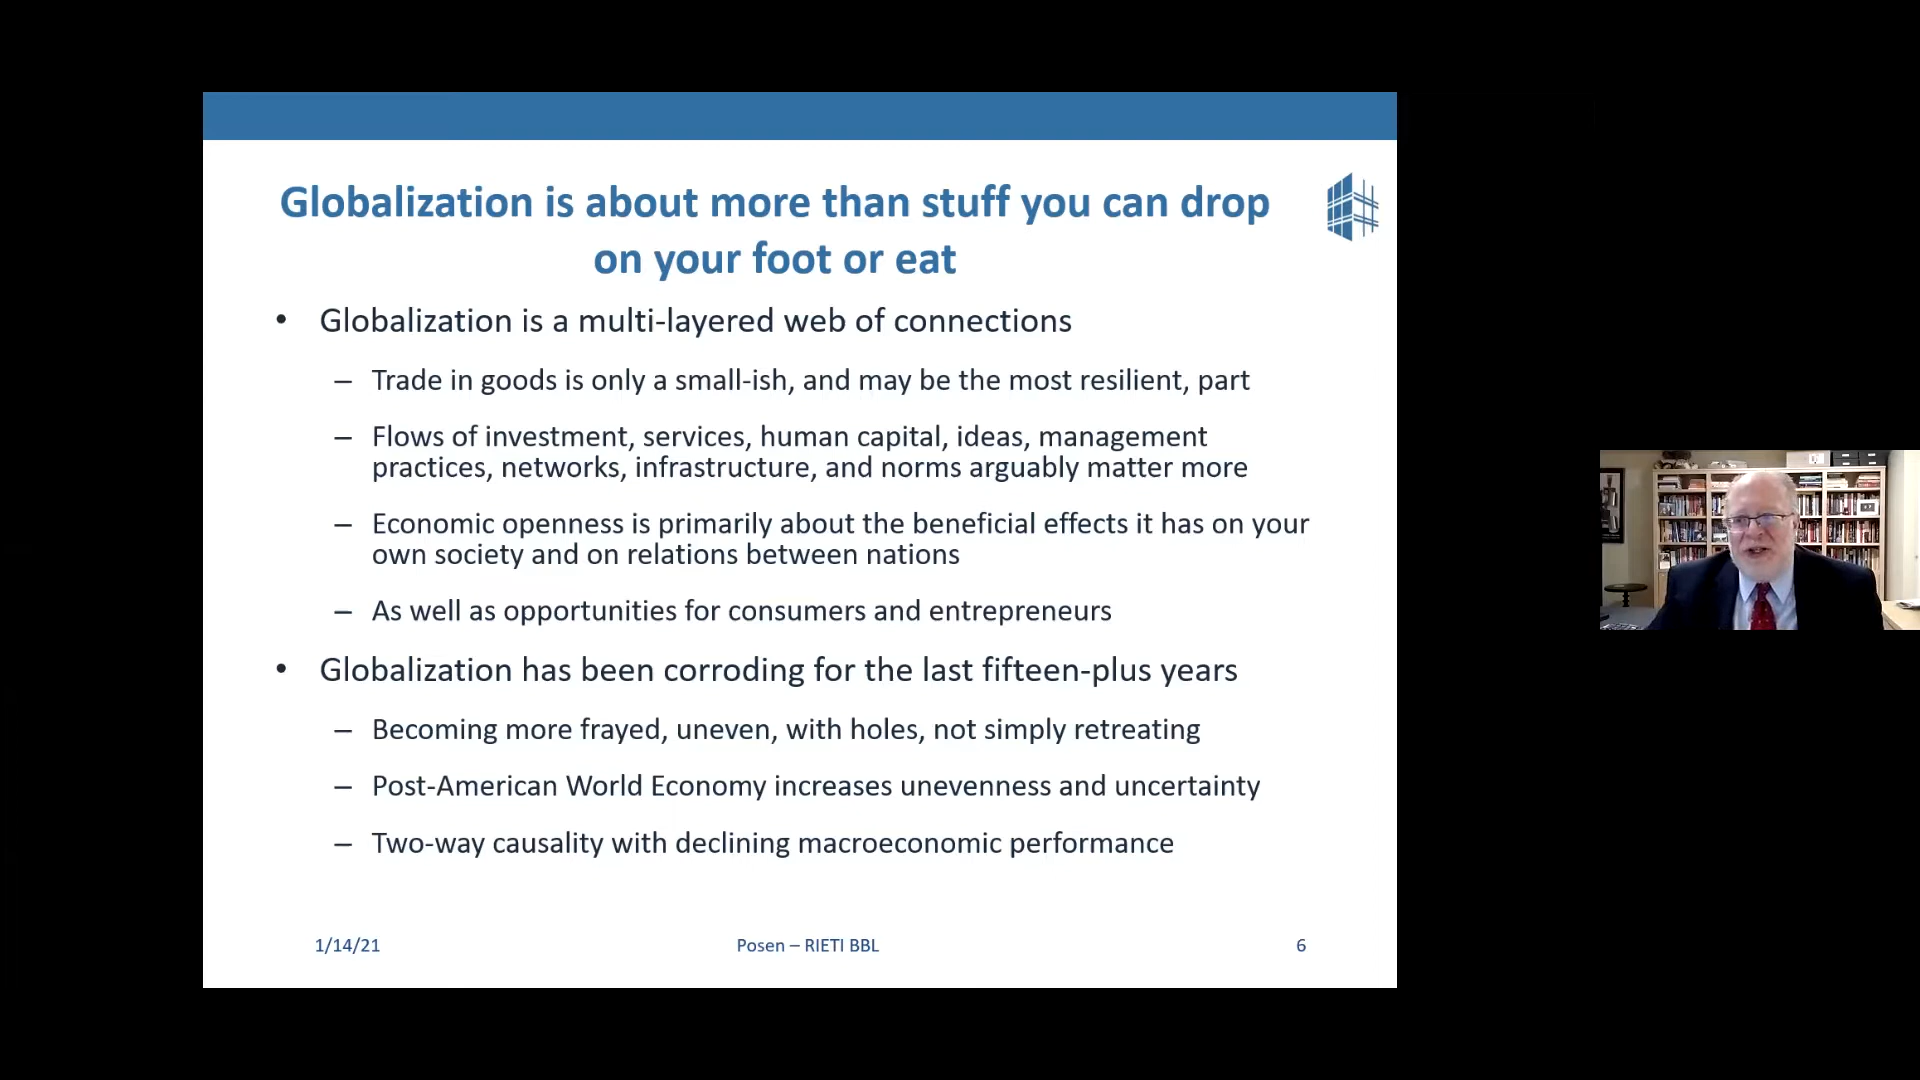 Globalization is about more than stuff you can drop
on your foot or eat
• Globalization is a multi-layered web of connections
– Trade in goods is only a small-ish, and may be the most resilient, part
– Flows of investment, services, human capital, ideas, management
practices, networks, infrastructure, and norms arguably matter more
– Economic openness is primarily about the beneficial effects it has on your
own society and on relations between nations
– As well as opportunities for consumers and entrepreneurs
• Globalization has been corroding for the last fifteen-plus years
– Becoming more frayed, uneven, with holes, not simply retreating
– Post-American World Economy increases unevenness and uncertainty
– Two-way causality with declining macroeconomic performance
1/14/21
Posen – RIETI BBL
6